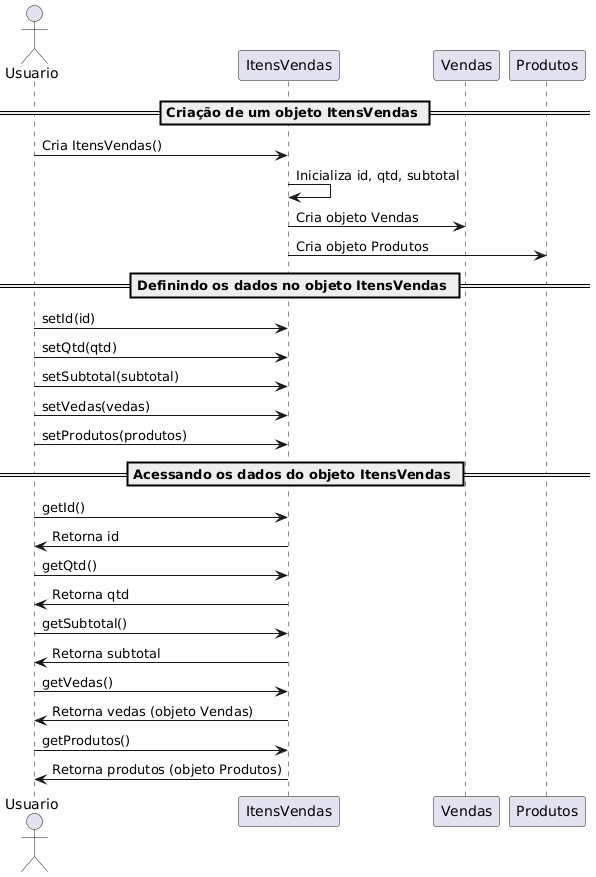 Usuario
ItensVendas
Vendas
Produtos
Criação de um objeto ItensVendas
Cria ItensVendas()
Inicializa id, qtd, subtotal
Cria objeto Vendas
Cria objeto Produtos
Definindo os dados no objeto ItensVendas
setId(id)
setQtd(qtd)
setSubtotal(subtotal)
setVedas(vedas)
setProdutos(produtos)
Acessando os dados do objeto ItensVendas
getId()
Retorna id
getQtd()
Retorna qtd
getSubtotal()
Retorna subtotal
getVedas()
Retorna vedas (objeto Vendas)
getProdutos()
Retorna produtos (objeto Produtos)
Usuario
ItensVendas
Vendas
Produtos